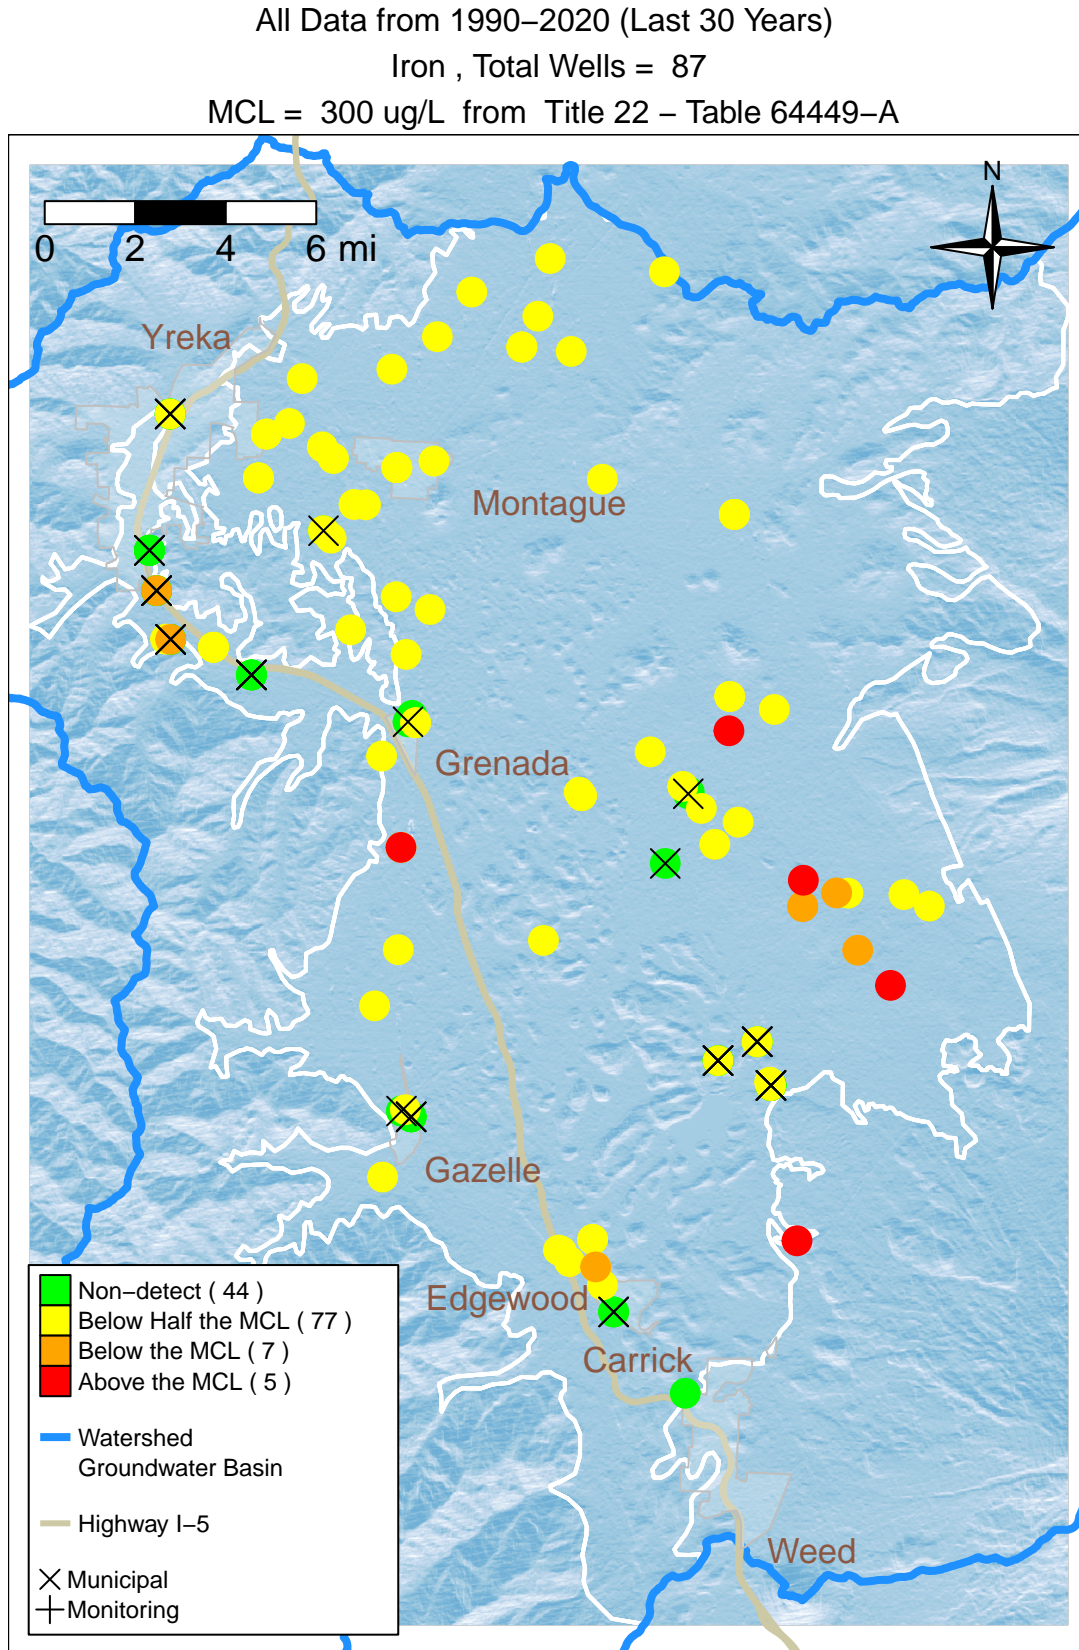 All Data from 1990−2020 (Last 30 Years)
Iron , Total Wells =  87
MCL =  300 ug/L  from  Title 22 − Table 64449−A
N
0 2 4 6 mi
Yreka
Montague
Grenada
Gazelle
Edgewood
Carrick
Weed
Non−detect ( 44 )
Below Half the MCL ( 77 )
Below the MCL ( 7 )
Above the MCL ( 5 )
Watershed
Groundwater Basin
Highway I−5
Municipal
Monitoring